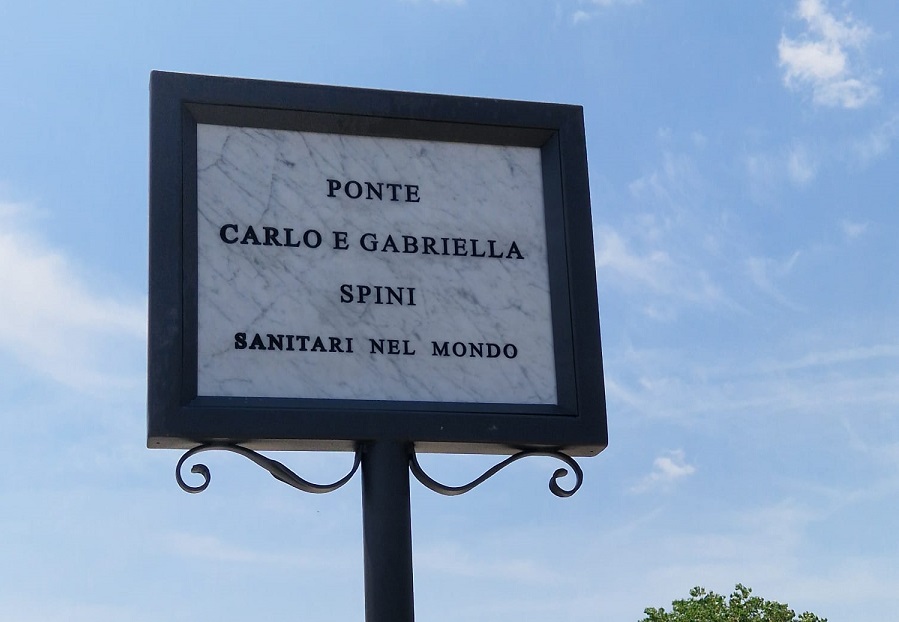 PONTE
CARLO E GABRIELLA
SPINI
SANITARI NEL MONDO